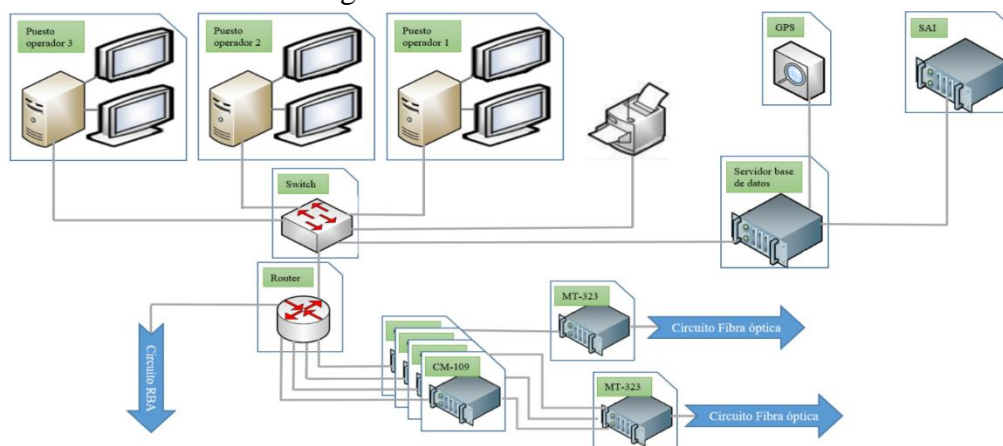 Puesto
operador 3
Puesto
operador 2
Puesto
operador 1
GPS
SAI
Switch
Servidor base
de datos
Router
MT-323
Circuito Fibra óptica
CM-109
MT-323
Circuito Fibra óptica
Circuito RBA